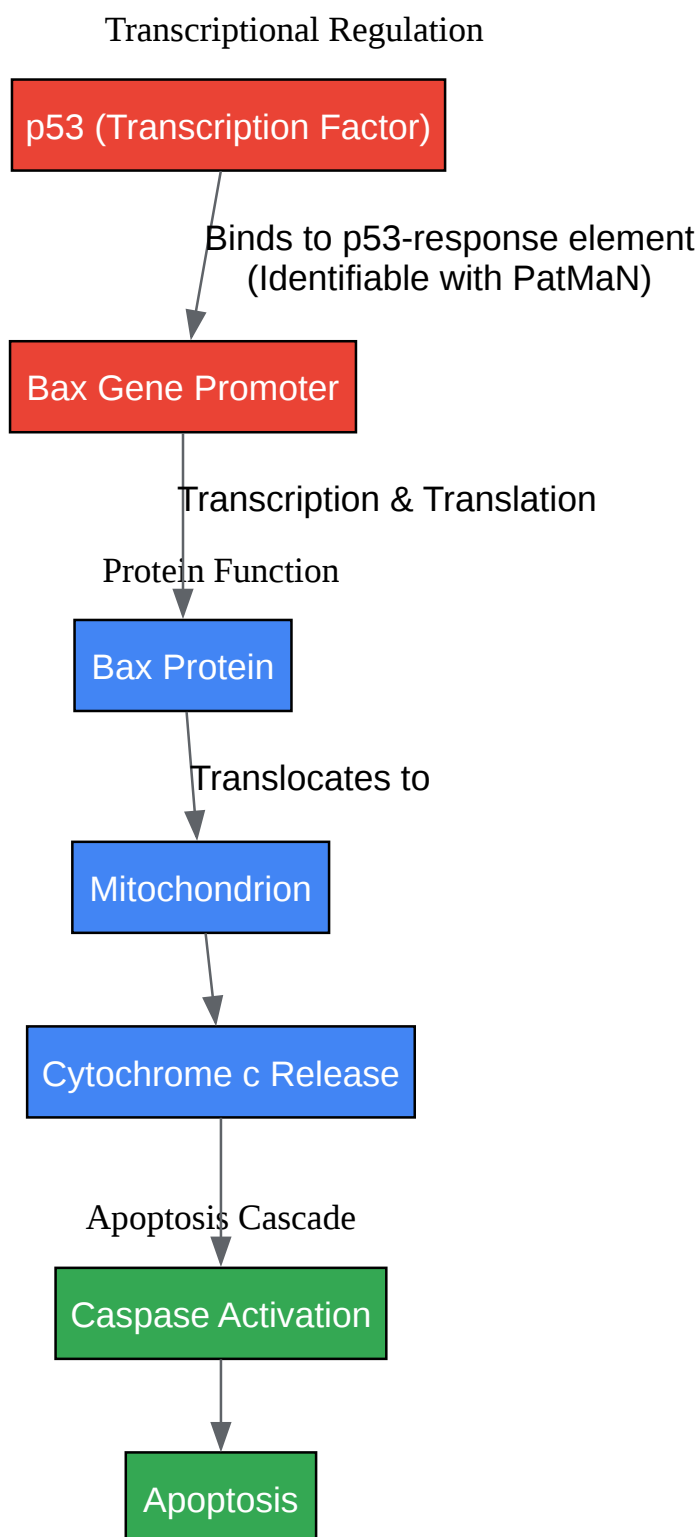 Transcriptional Regulation
p53 (Transcription Factor)
Binds to p53-response element
(Identifiable with PatMaN)
Bax Gene Promoter
Transcription & Translation
Protein Function
Bax Protein
Translocates to
Mitochondrion
Cytochrome c Release
Apoptosis Cascade
Caspase Activation
Apoptosis